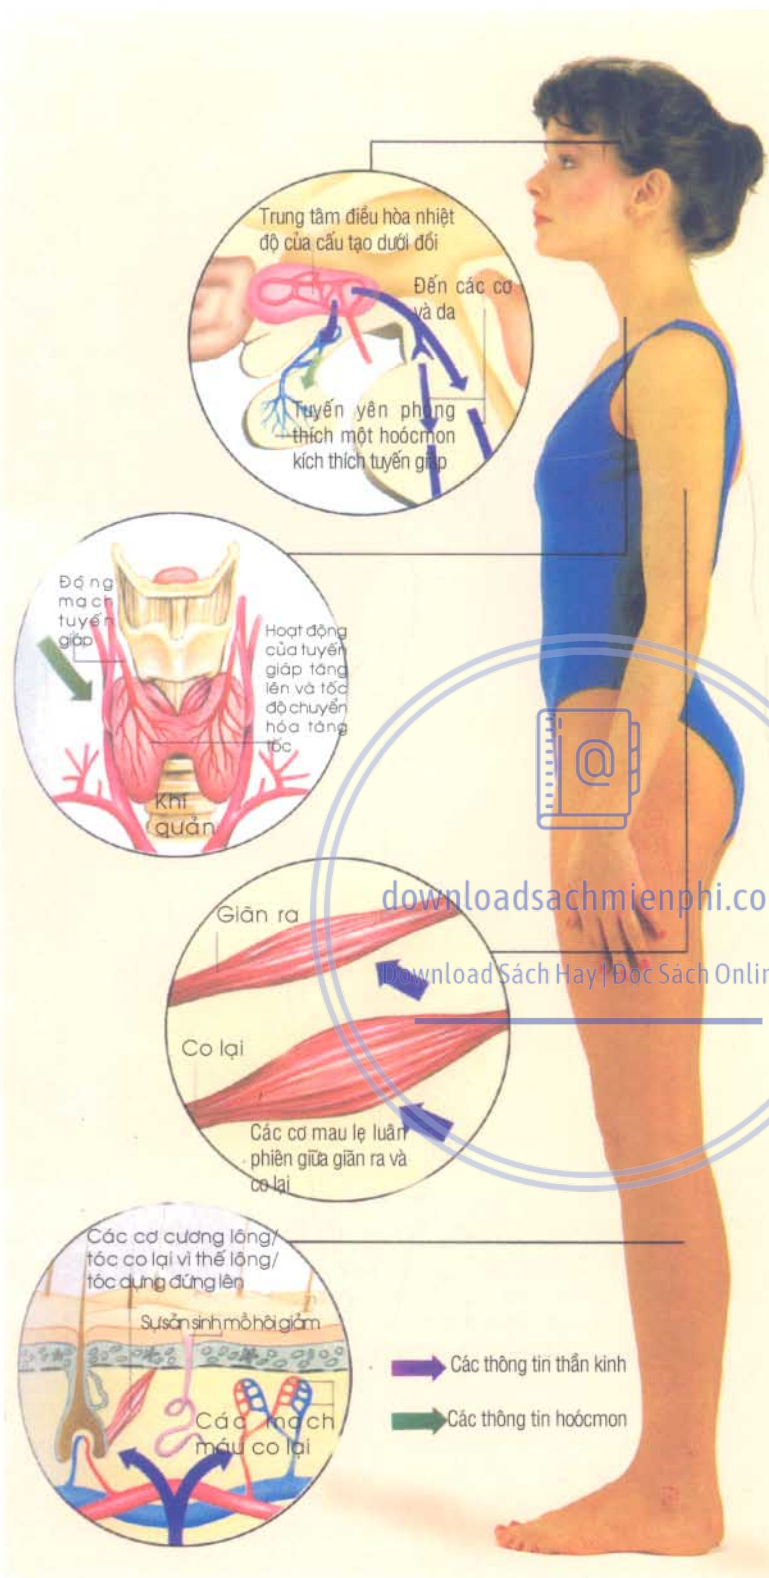 Trung tâm điều hòa nhiệt
độ của cấu tạo dưới đồi
Đến các cơ
và da
Tuyến yên phóng
thích một hoócmon
kích thích tuyến giáp
Động
mạch
tuyến
giáp
Hoạt động
của tuyến
giáp tăng
lên và tốc
độ chuyển
hóa tăng
tốc
Khí
quản
downloadsachmienphi.co
Download Sách Hay | Đọc Sách Onlin
Giãn ra
Co lại
Các cơ mau lẹ luân
phiên giữa giãn ra và
co lại
Các cơ cương lông/
tóc co lại vì thế lông/
tóc dựng đứng lên
Sự sản sinh mồ hôi giảm
Các mạch
máu co lại
Các thông tin thần kinh
Các thông tin hoócmon